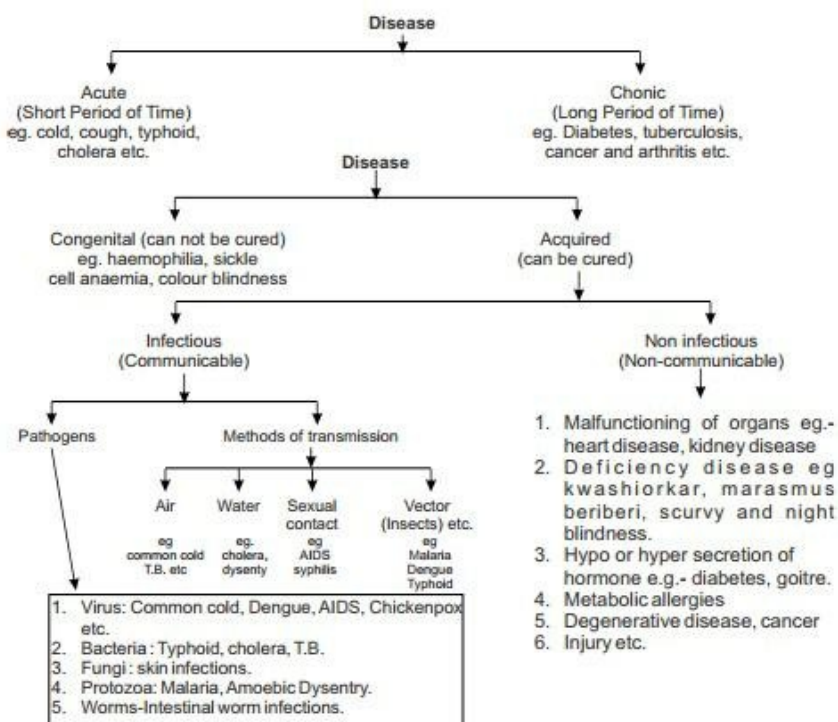 Disease
Acute
(Short Period of Time)
eg. cold, cough, typhoid,
cholera etc.
Chonic
(Long Period of Time)
eg. Diabetes, tuberculosis,
cancer and arthritis etc.
Disease
Congenital (can not be cured)
eg. haemophilia, sickle
cell anaemia, colour blindness
Acquired
(can be cured)
Infectious
(Communicable)
Non infectious
(Non-communicable)
Pathogens
Methods of transmission
Air
eg
common cold
T.B. etc
Water
eg.
cholera,
dysenty
Sexual
contact
eg
AIDS
syphilis
Vector
(Insects) etc.
eg
Malaria
Dengue
Typhoid
1. Virus: Common cold, Dengue, AIDS, Chickenpox
etc.
2. Bacteria : Typhoid, cholera, T.B.
3. Fungi : skin infections.
4. Protozoa: Malaria, Amoebic Dysentry.
5. Worms-Intestinal worm infections.
1. Malfunctioning of organs eg.-
heart disease, kidney disease
2. Deficiency disease eg
kwashiorkar, marasmus
beriberi, scurvy and night
blindness.
3. Hypo or hyper secretion of
hormone e.g.- diabetes, goitre.
4. Metabolic allergies
5. Degenerative disease, cancer
6. Injury etc.